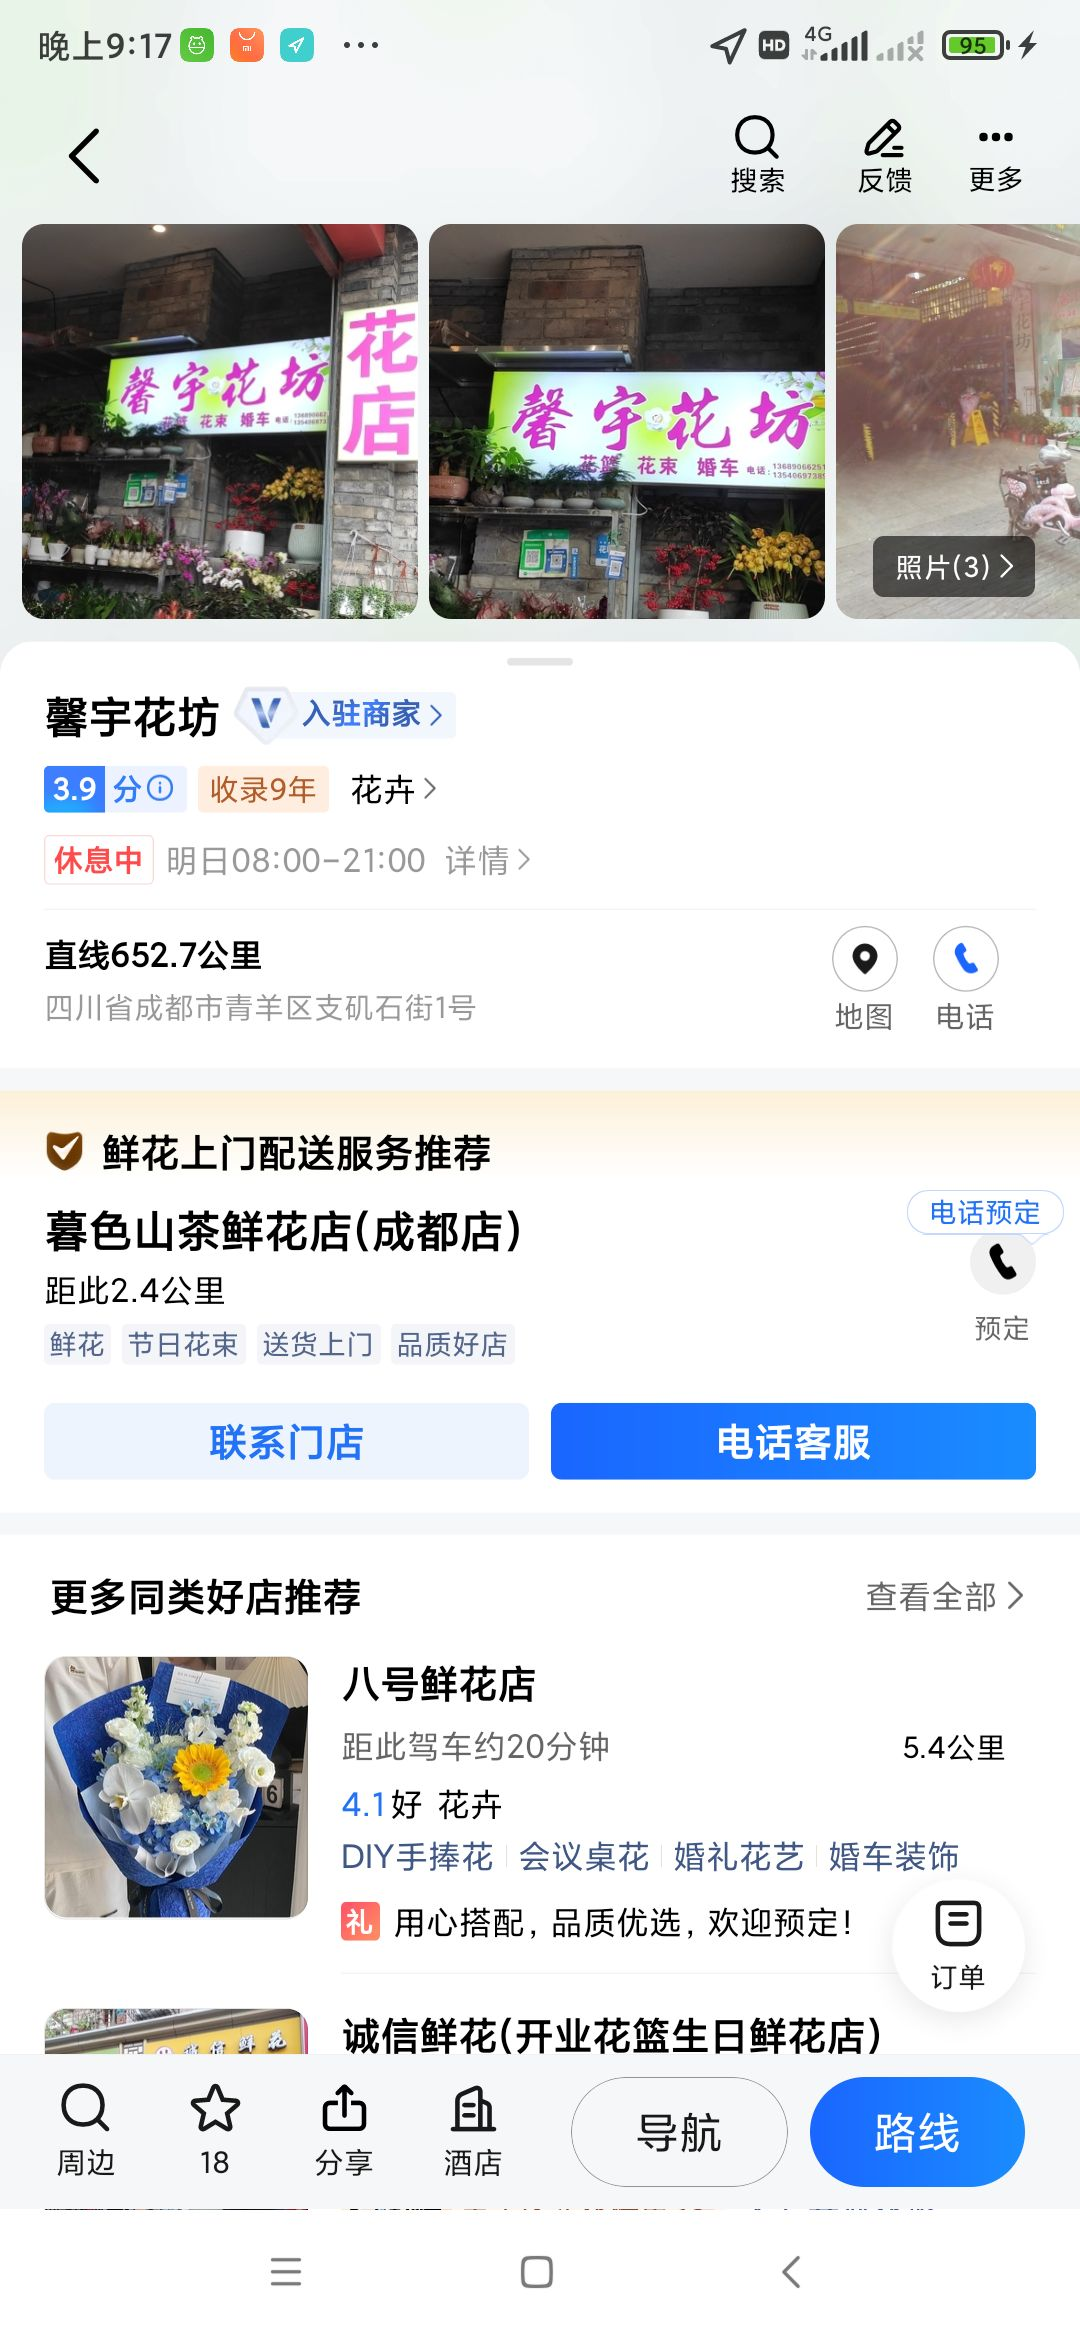 晚上9:17
HD 4G 95
搜索 反馈 更多
馨宇花坊
花篮 花束 婚车 电话:
花店
馨宇花坊
花篮 花束 婚车 电话:13689066251
照片(3)
馨宇花坊 V 入驻商家
3.9 分 收录9年 花卉
休息中 明日08:00-21:00 详情
直线652.7公里
四川省成都市青羊区支矶石街1号
地图 电话
鲜花上门配送服务推荐
暮色山茶鲜花店(成都店)
电话预定
距此2.4公里
预定
鲜花 节日花束 送货上门 品质好店
联系门店 电话客服
更多同类好店推荐 查看全部
八号鲜花店
距此驾车约20分钟 5.4公里
4.1好 花卉
DIY手捧花 会议桌花 婚礼花艺 婚车装饰
礼 用心搭配, 品质优选, 欢迎预定!
订单
诚信鲜花(开业花篮生日鲜花店)
周边 18 分享 酒店 导航 路线